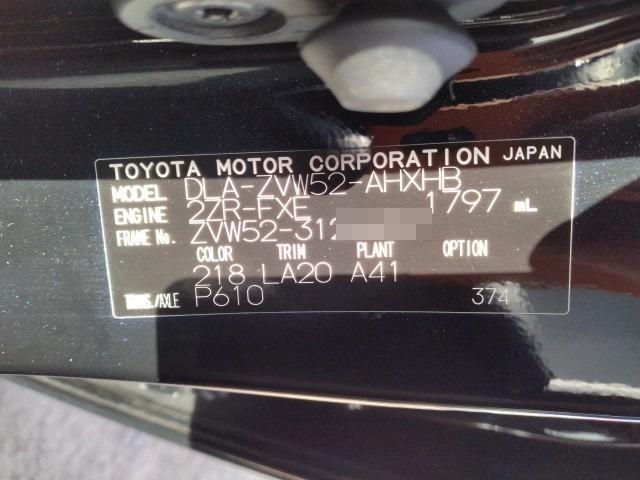 TOYOTA MOTOR CORPORATION JAPAN
MODEL DLA-ZVW52-AHXHB
ENGINE 2ZR-FXE 1797 mL
FRAME No. ZVW52-312
COLOR TRIM PLANT OPTION
218 LA20 A41
TRANS./AXLE P610 374